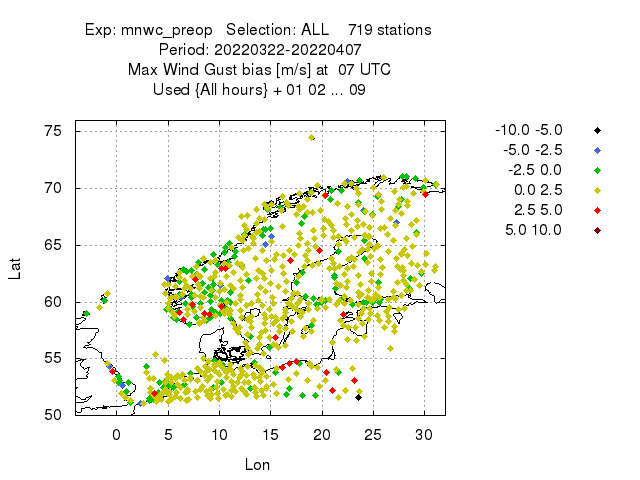 Exp: mnwc_preop Selection: ALL 719 stations
Period: 20220322-20220407
Max Wind Gust bias [m/s] at 07 UTC
Used {All hours} + 01 02 ... 09
-10.0 -5.0
-5.0 -2.5
-2.5 0.0
0.0 2.5
2.5 5.0
5.0 10.0
75
70
65
60
55
50
Lat
0 5 10 15 20 25 30
Lon